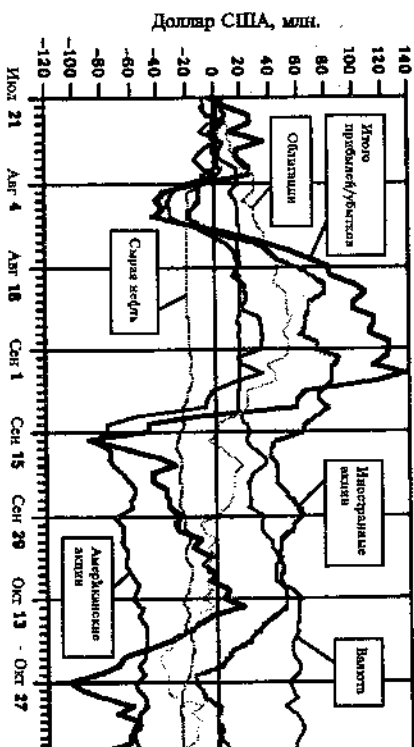 Доллар США, млн.
140
120
100
80
60
40
20
0
-20
-40
-60
-80
-100
-120
Итого
прибылей/убытков
Облигации
Сырая нефть
Иностранные
акции
Валюта
Американские
акции
Июл 21
Авг 4
Авг 18
Сен 1
Сен 15
Сен 29
Окт 13
- Окт 27